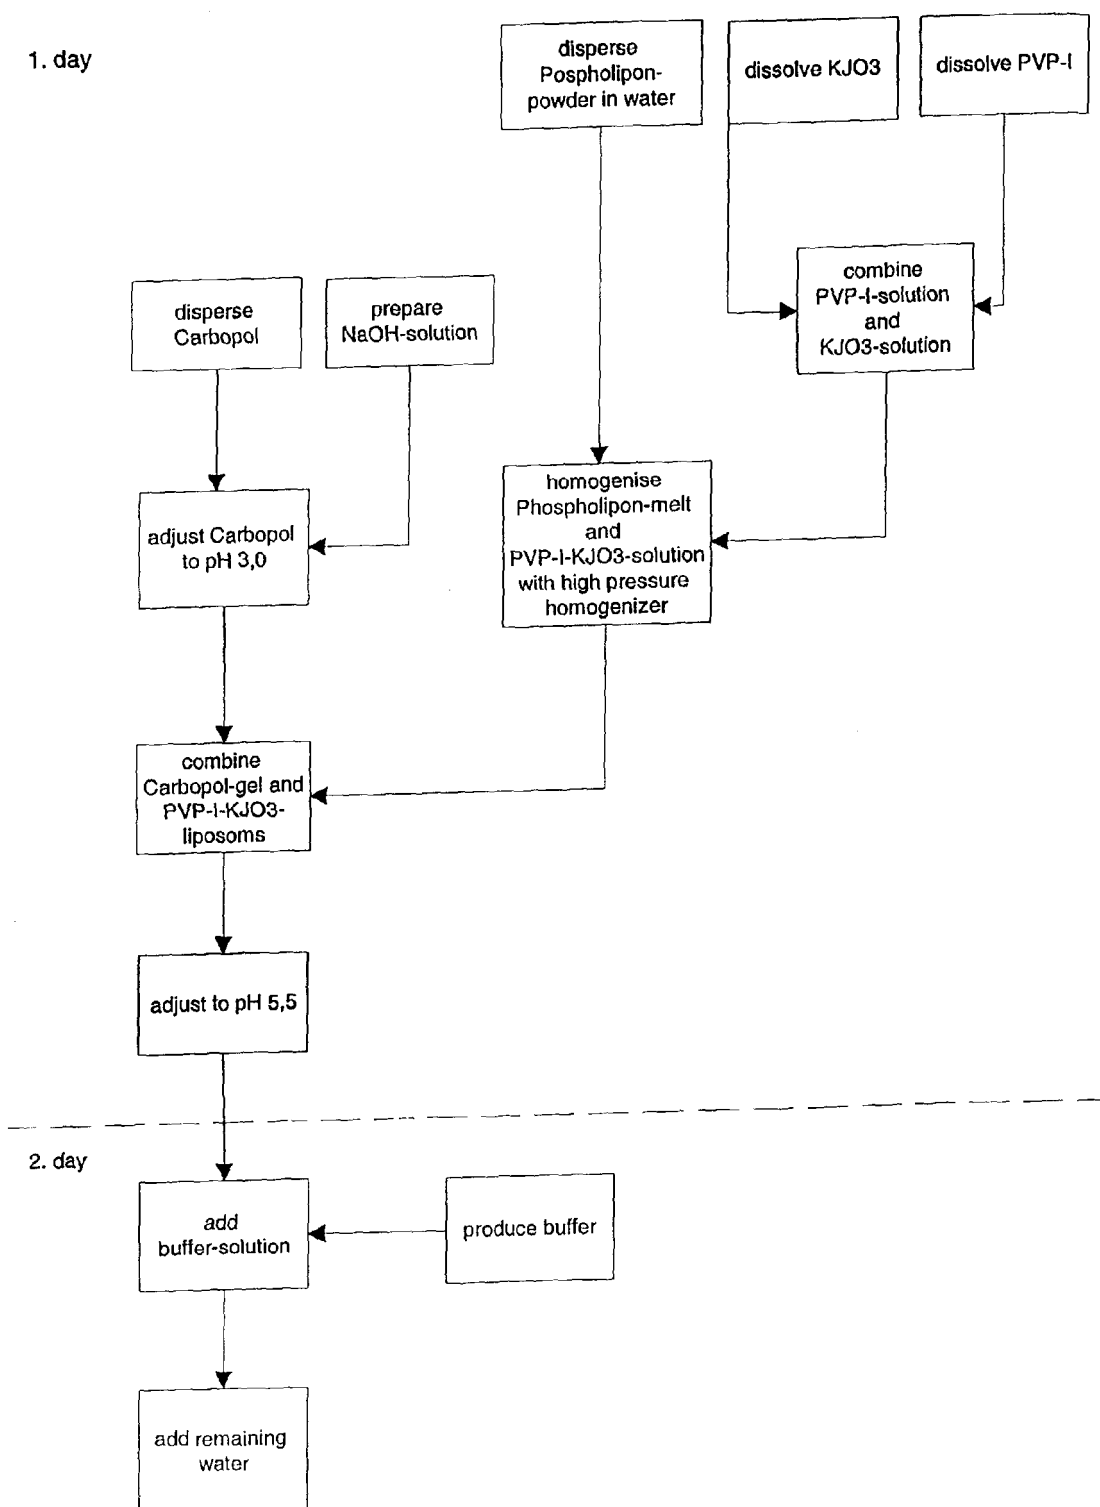 1. day
disperse
Pospholipon-
powder in water
dissolve KJO3
dissolve PVP-I
combine
PVP-I-solution
and
KJO3-solution
disperse
Carbopol
prepare
NaOH-solution
adjust Carbopol
to pH 3,0
homogenise
Phospholipon-melt
and
PVP-I-KJO3-solution
with high pressure
homogenizer
combine
Carbopol-gel and
PVP-I-KJO3-
liposoms
adjust to pH 5,5
2. day
add
buffer-solution
produce buffer
add remaining
water